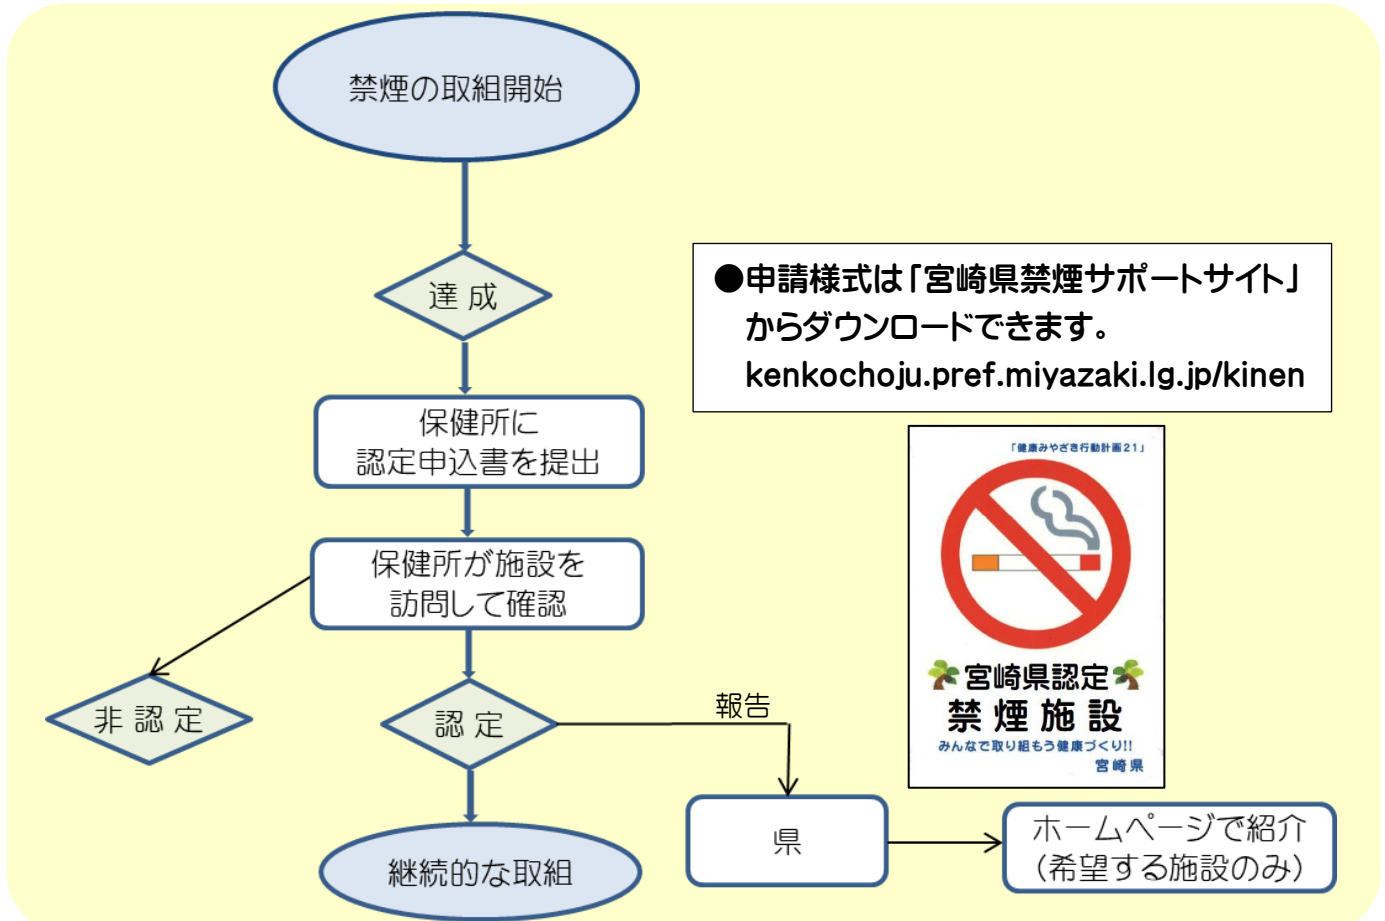 禁煙の取組開始
達 成
●申請様式は「宮崎県禁煙サポートサイト」
からダウンロードできます。
kenkochoju.pref.miyazaki.lg.jp/kinen
保健所に
認定申込書を提出
保健所が施設を
訪問して確認
非 認 定
認 定
報告
継続的な取組
県
ホームページで紹介
(希望する施設のみ)
「健康みやざき行動計画21」
宮崎県認定
禁 煙 施 設
みんなで取り組もう健康づくり!!
宮 崎 県